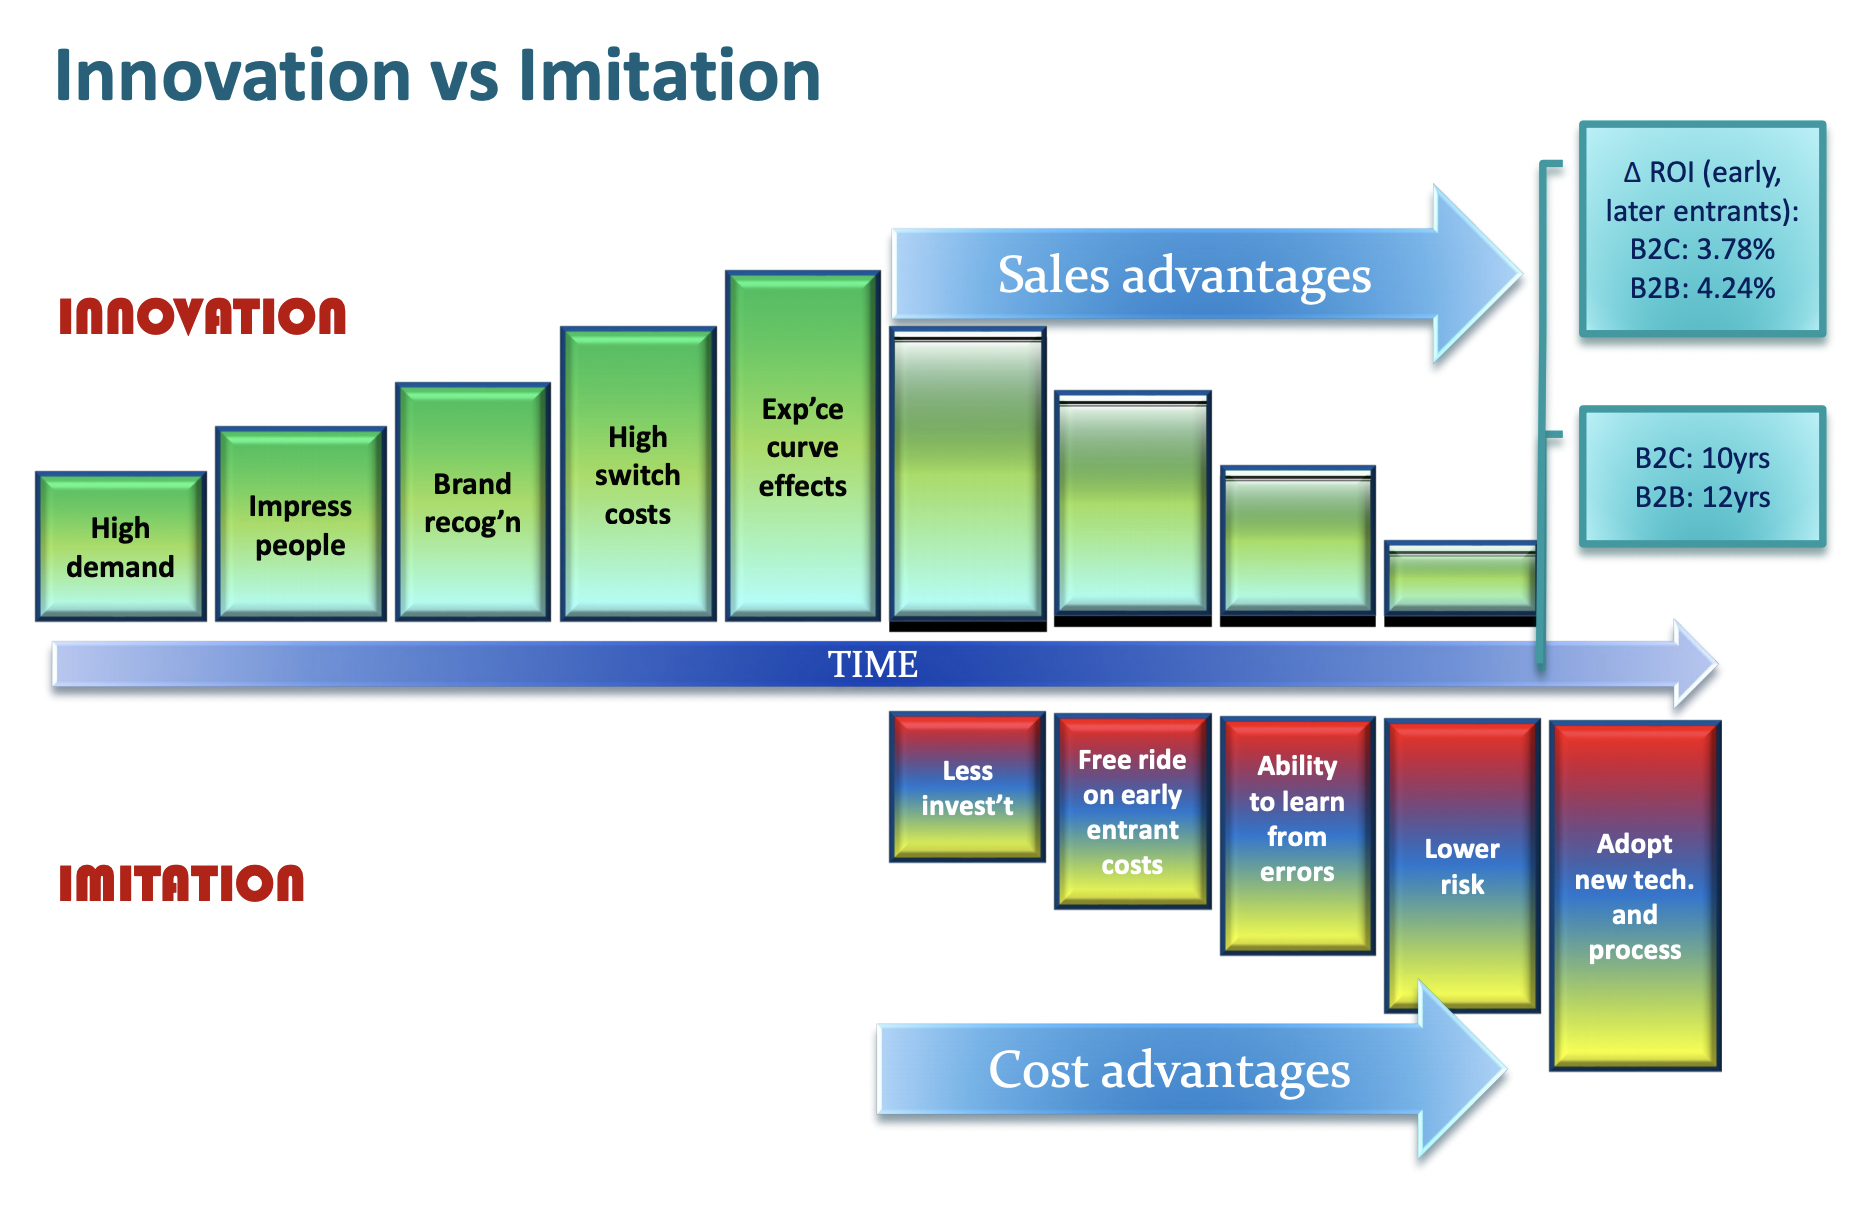 Innovation vs Imitation
Δ ROI (early,
later entrants):
B2C: 3.78%
B2B: 4.24%
Sales advantages
INNOVATION
High
demand
Impress
people
Brand
recog’n
High
switch
costs
Exp’ce
curve
effects
B2C: 10yrs
B2B: 12yrs
TIME
IMITATION
Less
invest’t
Free ride
on early
entrant
costs
Ability
to learn
from
errors
Lower
risk
Adopt
new tech.
and
process
Cost advantages